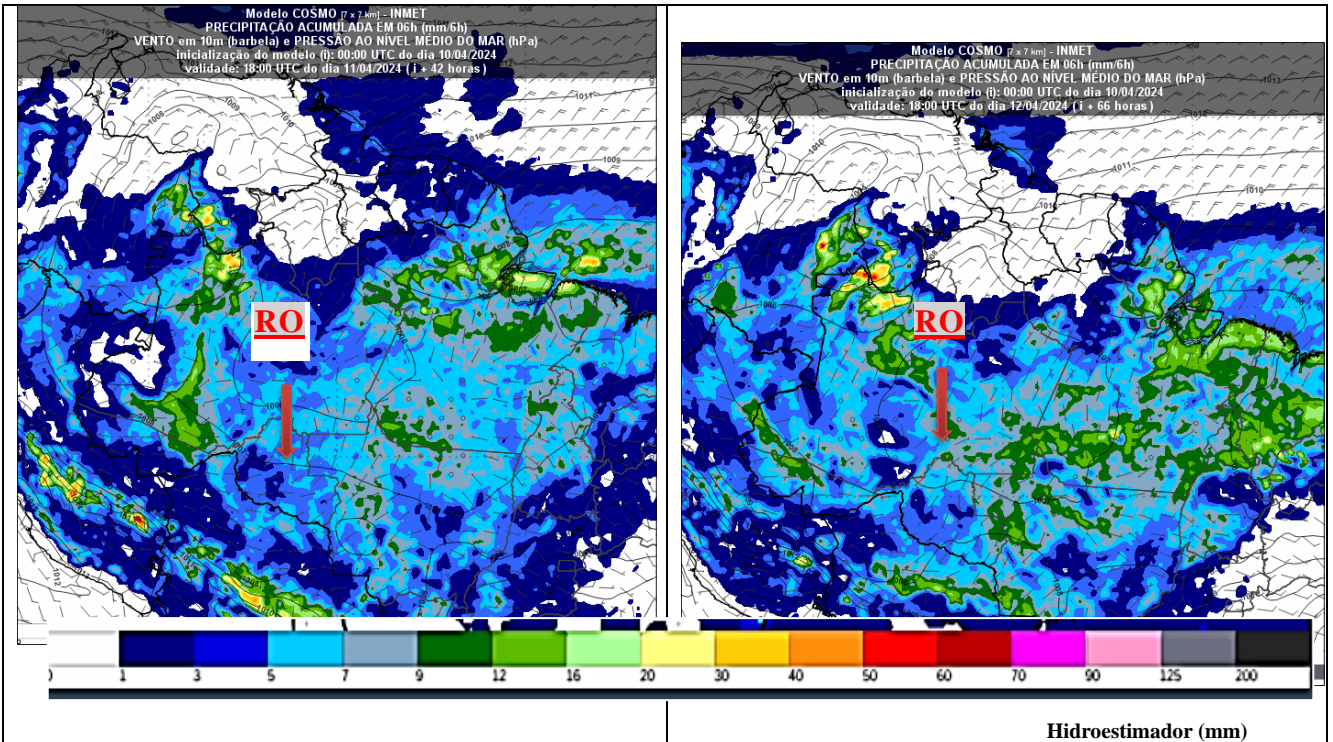 Modelo COSMO [7 x 7 km] - INMET
PRECIPITAÇÃO ACUMULADA EM 06h (mm/6h)
VENTO em 10m (barbela) e PRESSÃO AO NÍVEL MÉDIO DO MAR (hPa)
inicialização do modelo (i): 00:00 UTC do dia 10/04/2024
validade: 18:00 UTC do dia 11/04/2024 ( i + 42 horas )
RO
Modelo COSMO [7 x 7 km] - INMET
PRECIPITAÇÃO ACUMULADA EM 06h (mm/6h)
VENTO em 10m (barbela) e PRESSÃO AO NÍVEL MÉDIO DO MAR (hPa)
inicialização do modelo (i): 00:00 UTC do dia 10/04/2024
validade: 18:00 UTC do dia 12/04/2024 ( i + 66 horas )
RO
1 3 5 7 9 12 16 20 30 40 50 60 70 90 125 200
Hidroestimador (mm)